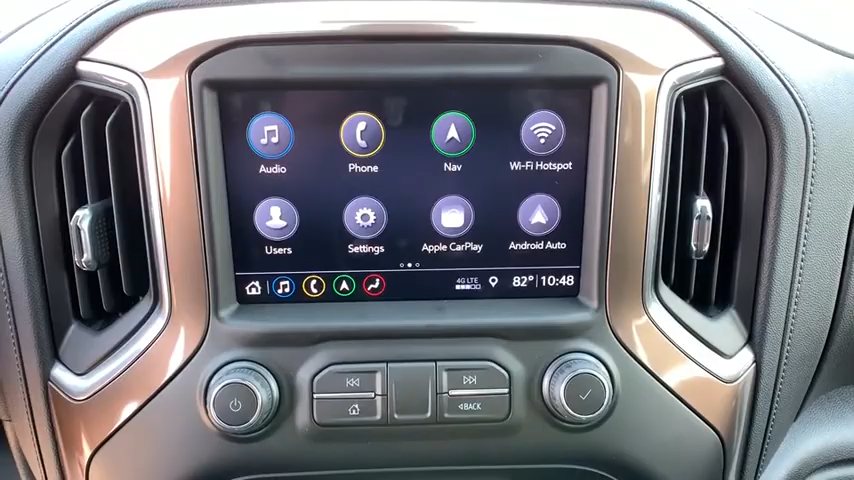 Audio
Phone
Nav
Wi-Fi Hotspot
Users
Settings
Apple CarPlay
Android Auto
4G LTE
82° 10:48
BACK